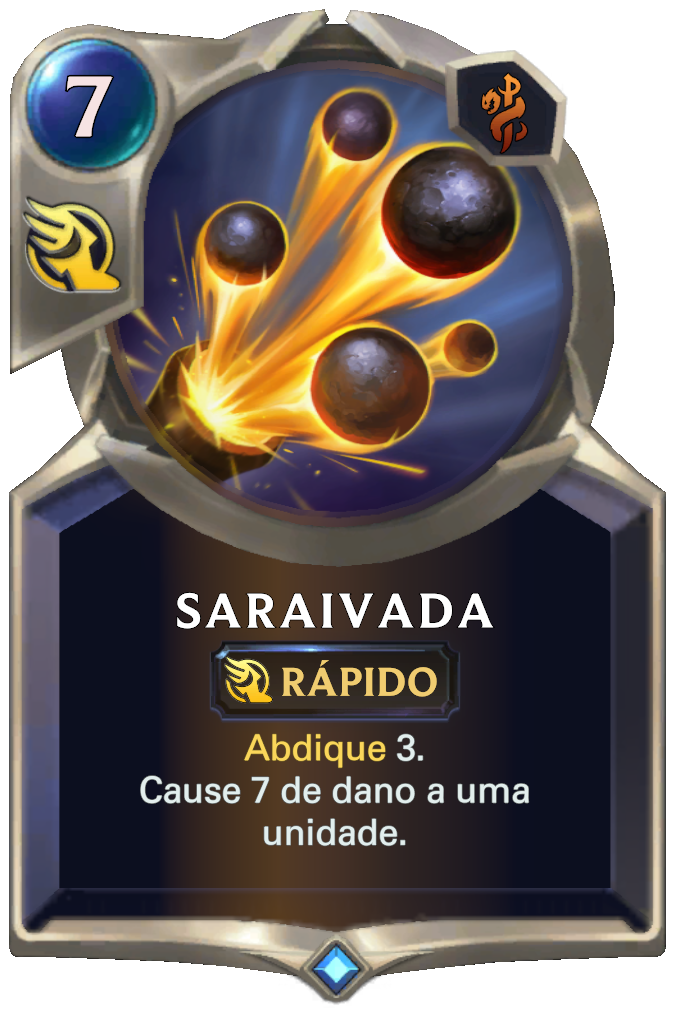 7
SARAIVADA
RÁPIDO
Abdique 3.
Cause 7 de dano a uma
unidade.